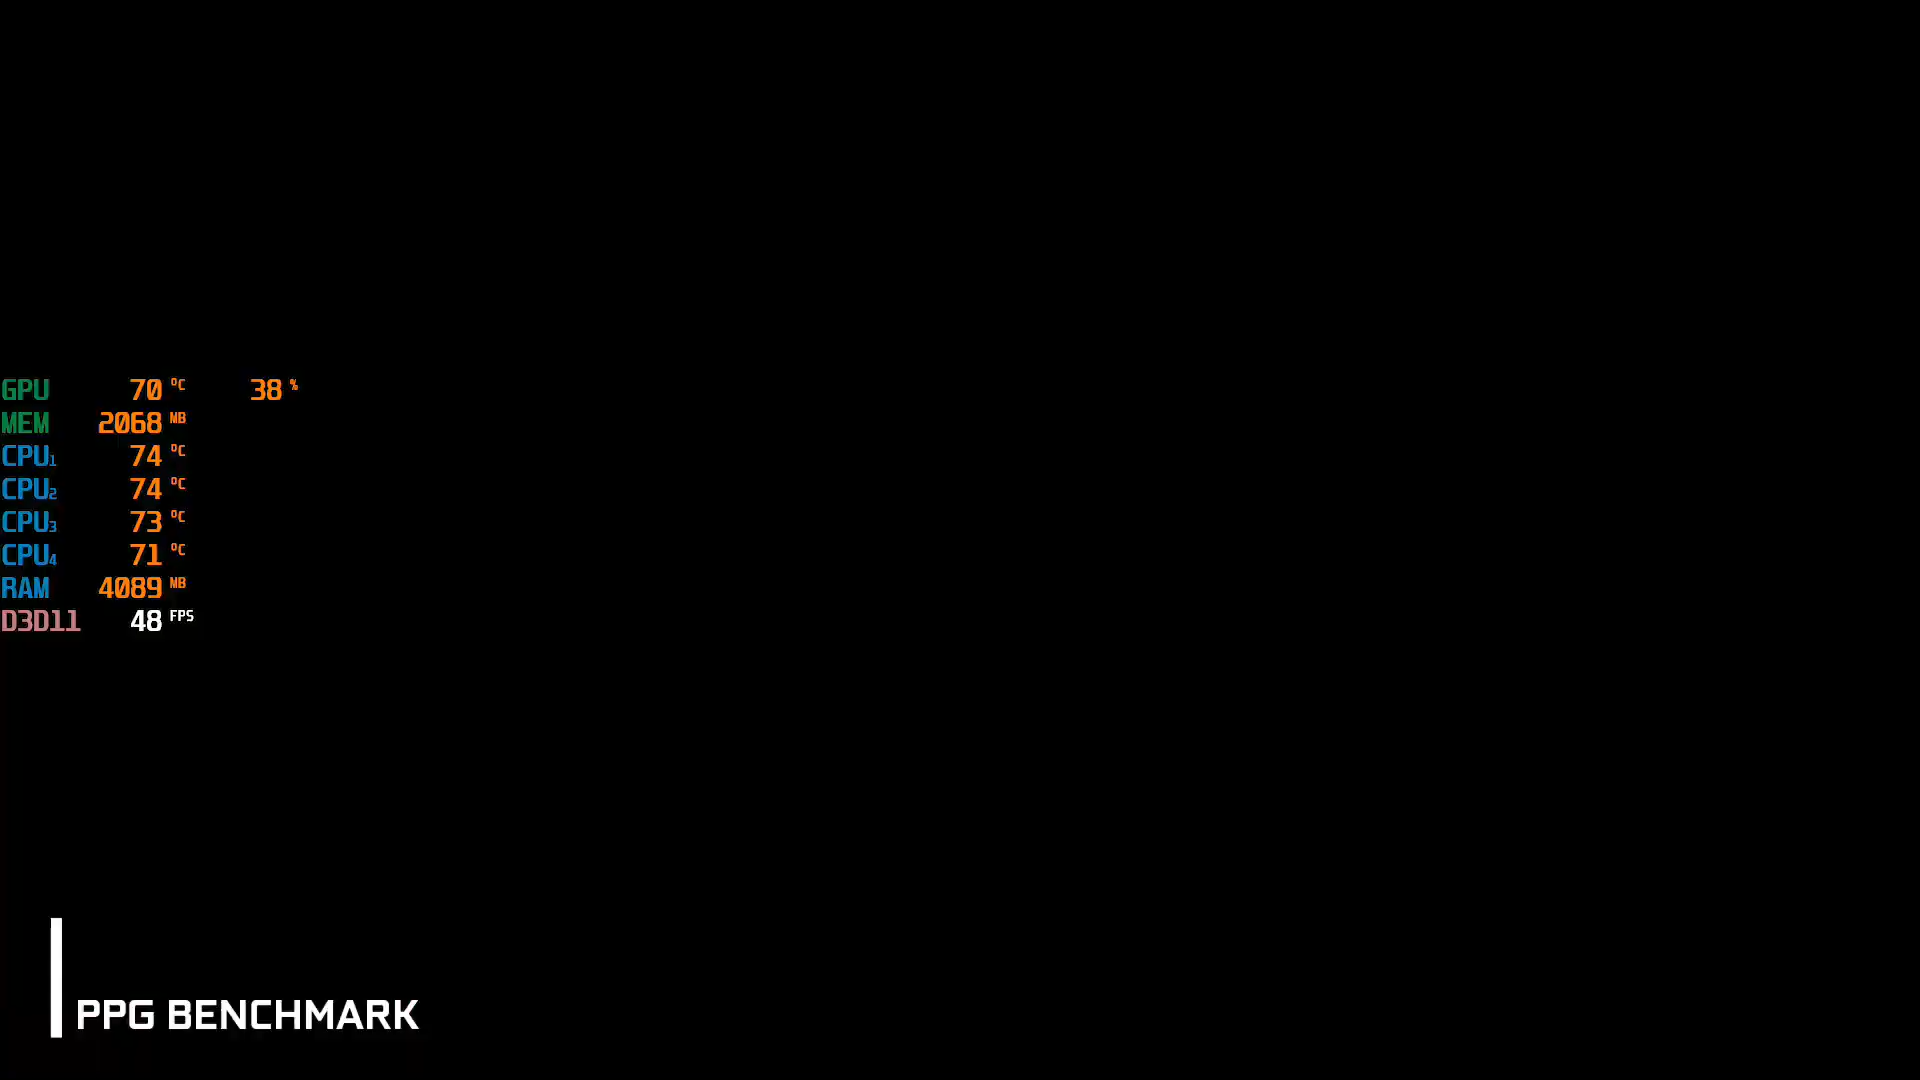 GPU 70 °C 38 %
MEM 2068 MB
CPU1 74 °C
CPU2 74 °C
CPU3 73 °C
CPU4 71 °C
RAM 4089 MB
D3D11 48 FPS
PPG BENCHMARK